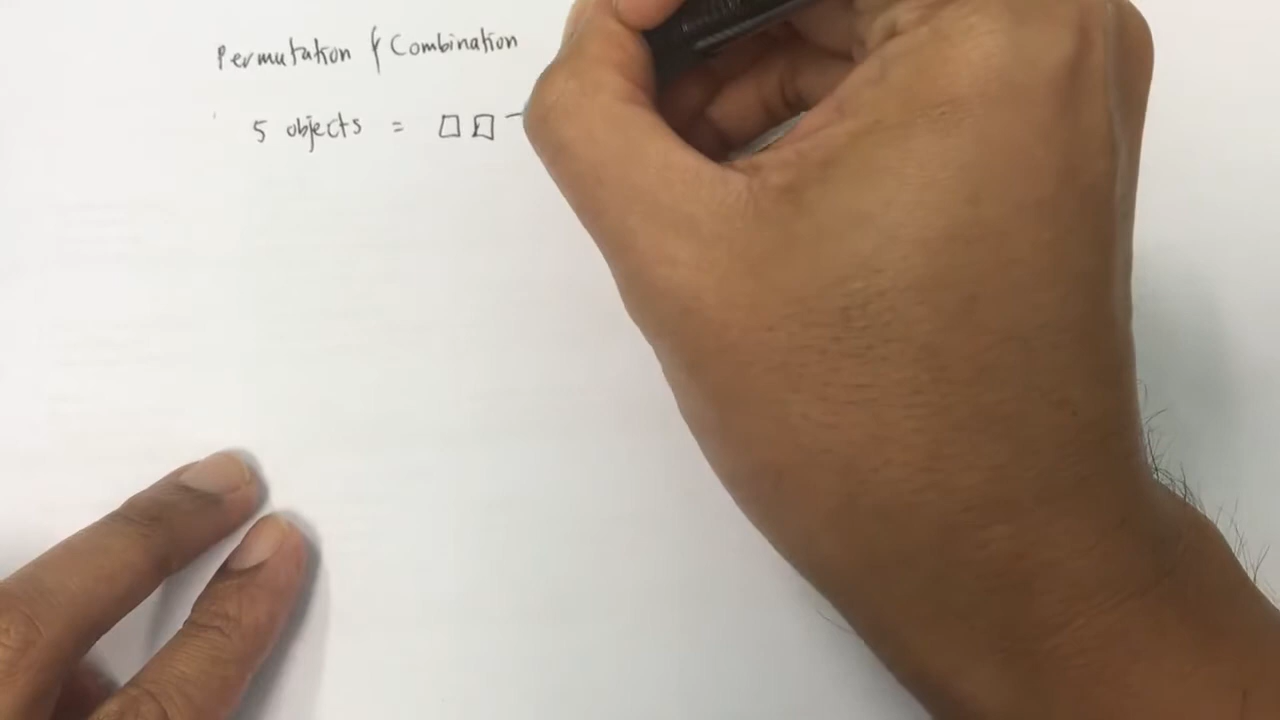 Permutation & Combination
5 objects = □ □